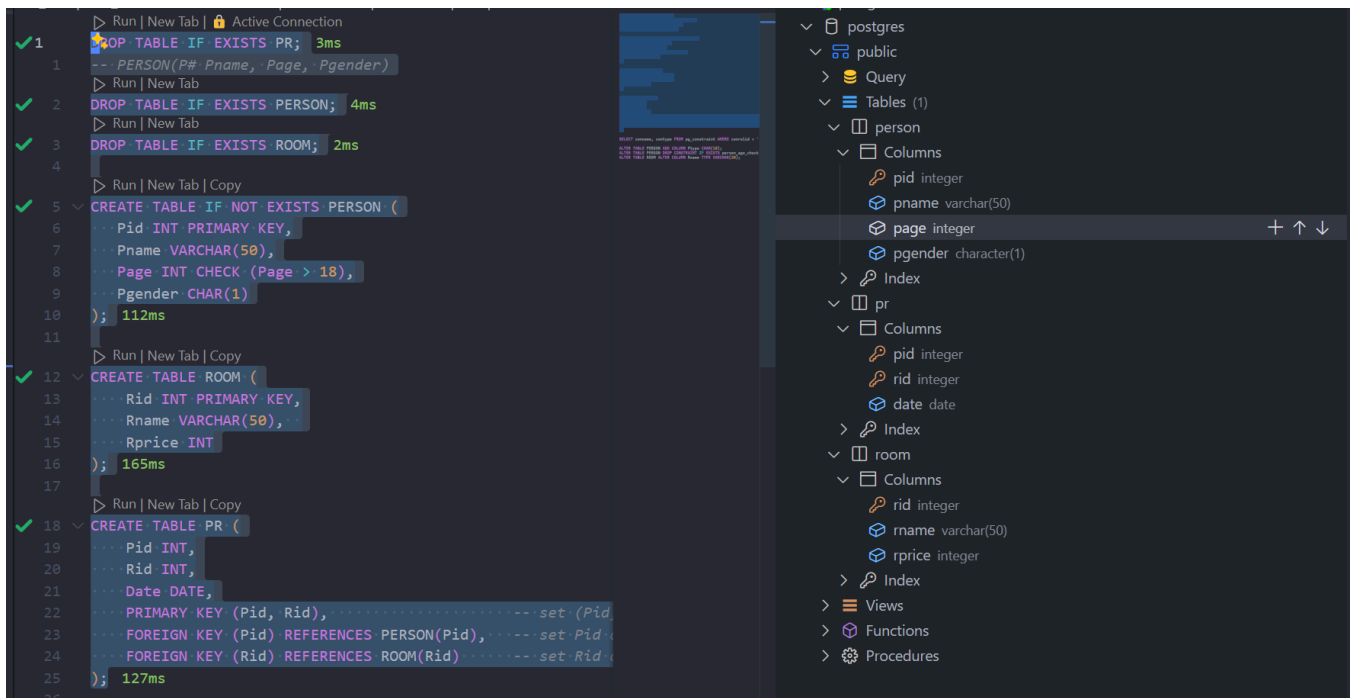 Run | New Tab | Active Connection
1 DROP TABLE IF EXISTS PR; 3ms
1 -- PERSON(P# Pname, Page, Pgender)
Run | New Tab
2 DROP TABLE IF EXISTS PERSON; 4ms
Run | New Tab
3 DROP TABLE IF EXISTS ROOM; 2ms
4
Run | New Tab | Copy
5 CREATE TABLE IF NOT EXISTS PERSON (
6 Pid INT PRIMARY KEY,
7 Pname VARCHAR(50),
8 Page INT CHECK (Page > 18),
9 Pgender CHAR(1)
10 ); 112ms
11
Run | New Tab | Copy
12 CREATE TABLE ROOM (
13 Rid INT PRIMARY KEY,
14 Rname VARCHAR(50),
15 Rprice INT
16 ); 165ms
17
Run | New Tab | Copy
18 CREATE TABLE PR (
19 Pid INT,
20 Rid INT,
21 Date DATE,
22 PRIMARY KEY (Pid, Rid), -- set (Pid,
23 FOREIGN KEY (Pid) REFERENCES PERSON(Pid), -- set Pid
24 FOREIGN KEY (Rid) REFERENCES ROOM(Rid) -- set Rid
25 ); 127ms
postgres
public
Query
Tables (1)
person
Columns
pid integer
pname varchar(50)
page integer
pgender character(1)
Index
pr
Columns
pid integer
rid integer
date date
Index
room
Columns
rid integer
rname varchar(50)
rprice integer
Index
Views
Functions
Procedures